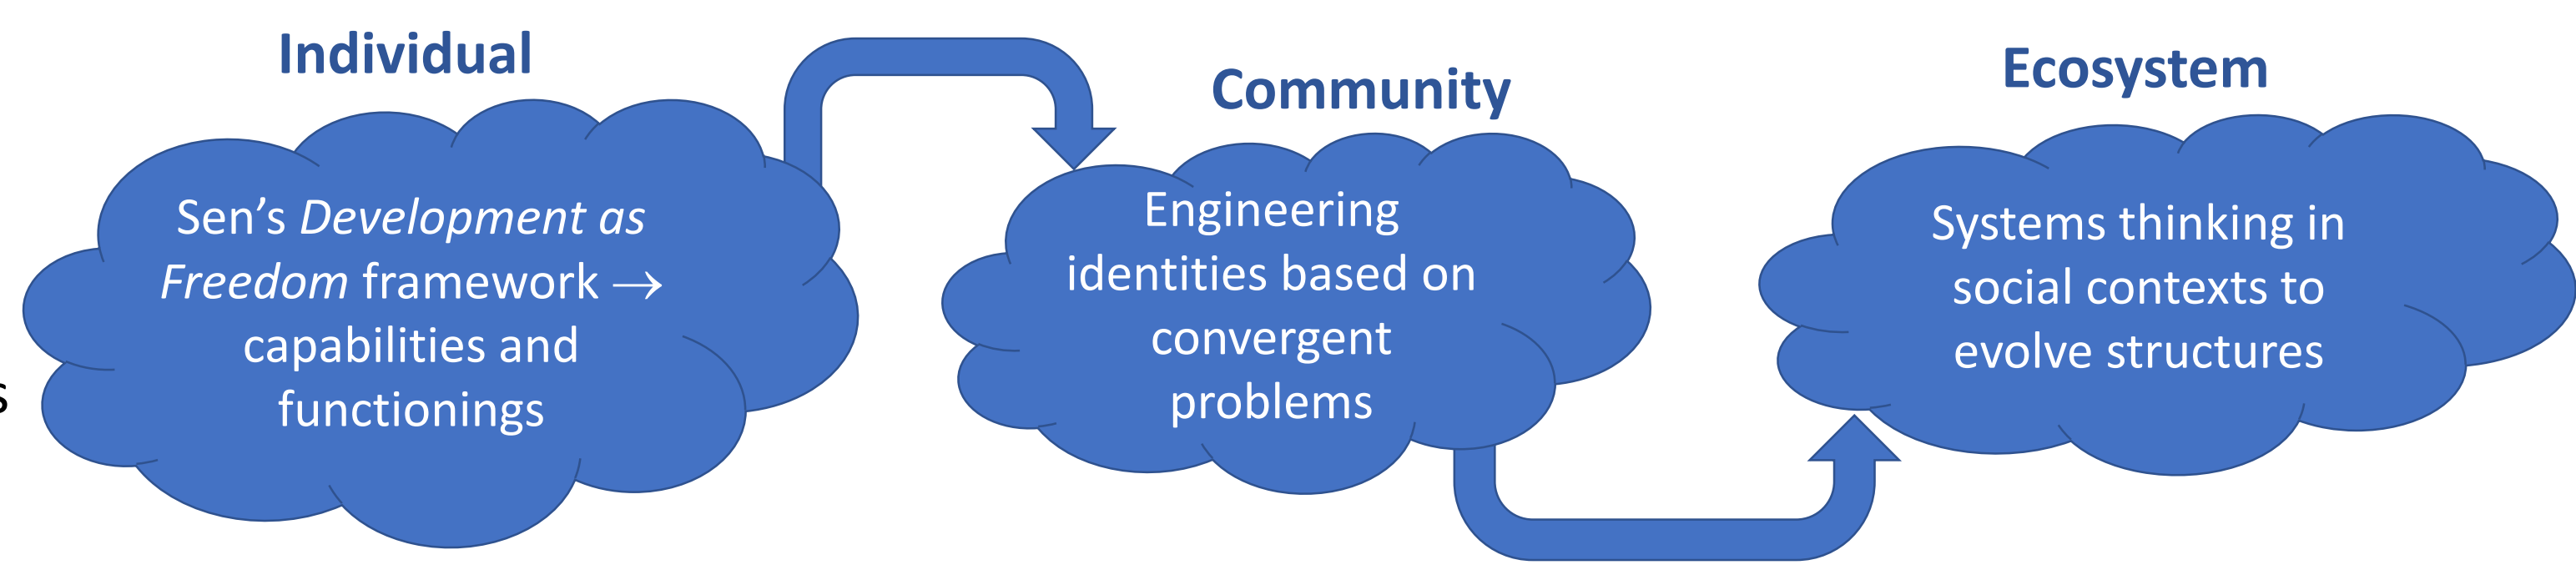 Individual
Sen’s Development as
Freedom framework →
capabilities and
functionings
Community
Engineering
identities based on
convergent
problems
Ecosystem
Systems thinking in
social contexts to
evolve structures
s